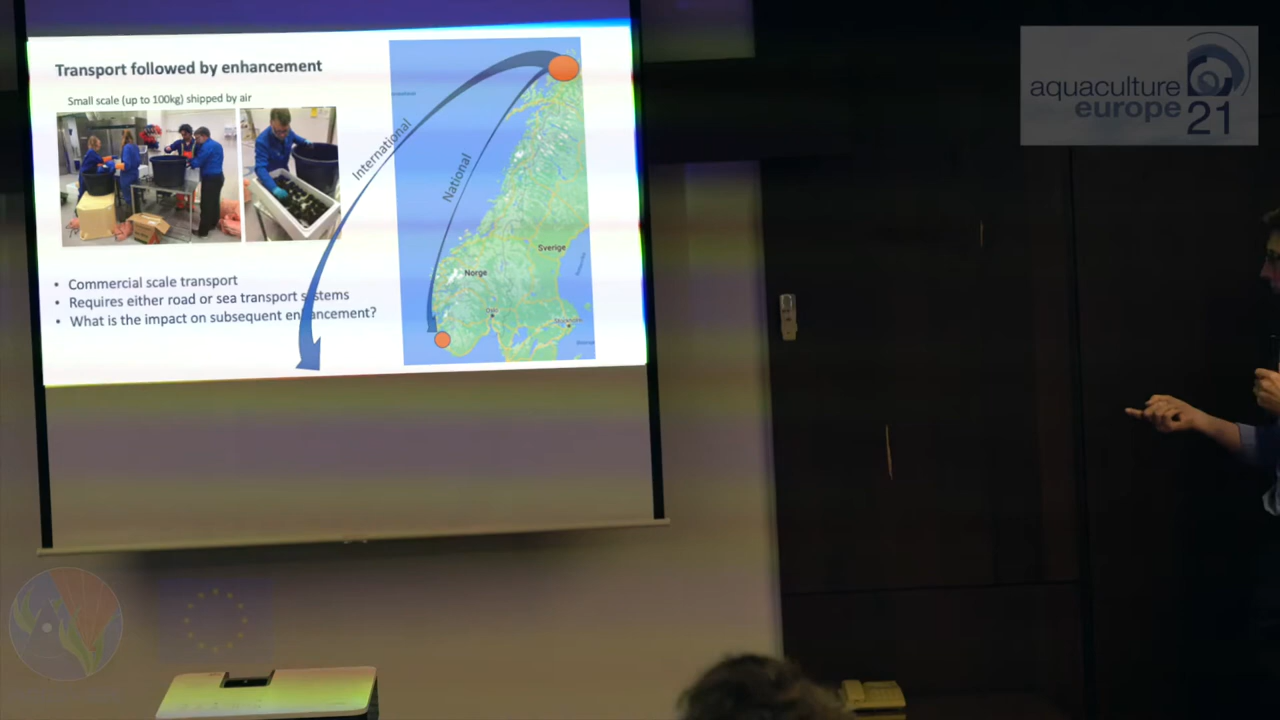 Transport followed by enhancement
Small scale (up to 100kg) shipped by air
International
National
Sverige
Norge
Oslo
• Commercial scale transport
• Requires either road or sea transport systems
• What is the impact on subsequent enhancement?
aquaculture
europe
21